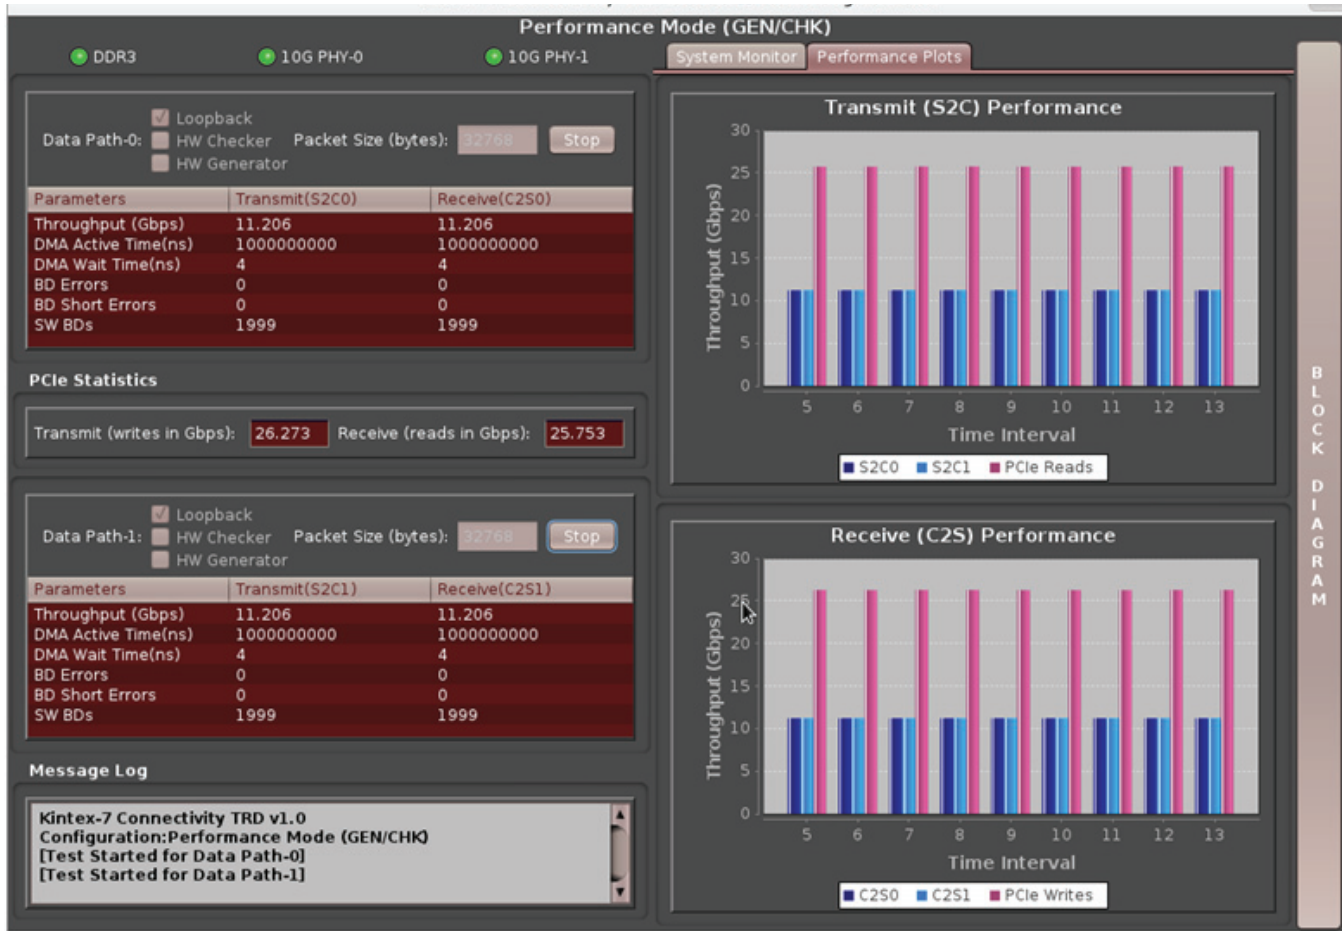 Performance Mode (GEN/CHK)
DDR3 10G PHY-0 10G PHY-1
System Monitor Performance Plots
Loopback
Data Path-0: HW Checker Packet Size (bytes): 32768 Stop
HW Generator
Parameters Transmit(S2C0) Receive(C2S0)
Throughput (Gbps) 11.206 11.206
DMA Active Time(ns) 1000000000 1000000000
DMA Wait Time(ns) 4 4
BD Errors 0 0
BD Short Errors 0 0
SW BDs 1999 1999
PCIe Statistics
Transmit (writes in Gbps): 26.273 Receive (reads in Gbps): 25.753
Loopback
Data Path-1: HW Checker Packet Size (bytes): 32768 Stop
HW Generator
Parameters Transmit(S2C1) Receive(C2S1)
Throughput (Gbps) 11.206 11.206
DMA Active Time(ns) 1000000000 1000000000
DMA Wait Time(ns) 4 4
BD Errors 0 0
BD Short Errors 0 0
SW BDs 1999 1999
Message Log
Kintex-7 Connectivity TRD v1.0
Configuration:Performance Mode (GEN/CHK)
[Test Started for Data Path-0]
[Test Started for Data Path-1]
Transmit (S2C) Performance
Throughput (Gbps)
30
25
20
15
10
5
0
5 6 7 8 9 10 11 12 13
Time Interval
S2C0 S2C1 PCIe Reads
Receive (C2S) Performance
Throughput (Gbps)
30
25
20
15
10
5
0
5 6 7 8 9 10 11 12 13
Time Interval
C2S0 C2S1 PCIe Writes
BLOCK DIAGRAM